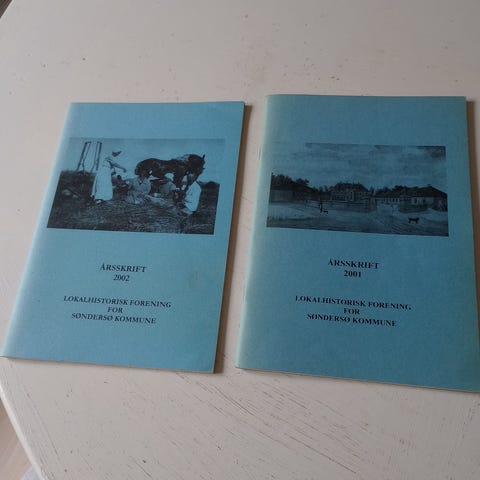 ÅRSSKRIFT
2002
LOKALHISTORISK FORENING
FOR
SØNDERSØ KOMMUNE
ÅRSSKRIFT
2001
LOKALHISTORISK FORENING
FOR
SØNDERSØ KOMMUNE